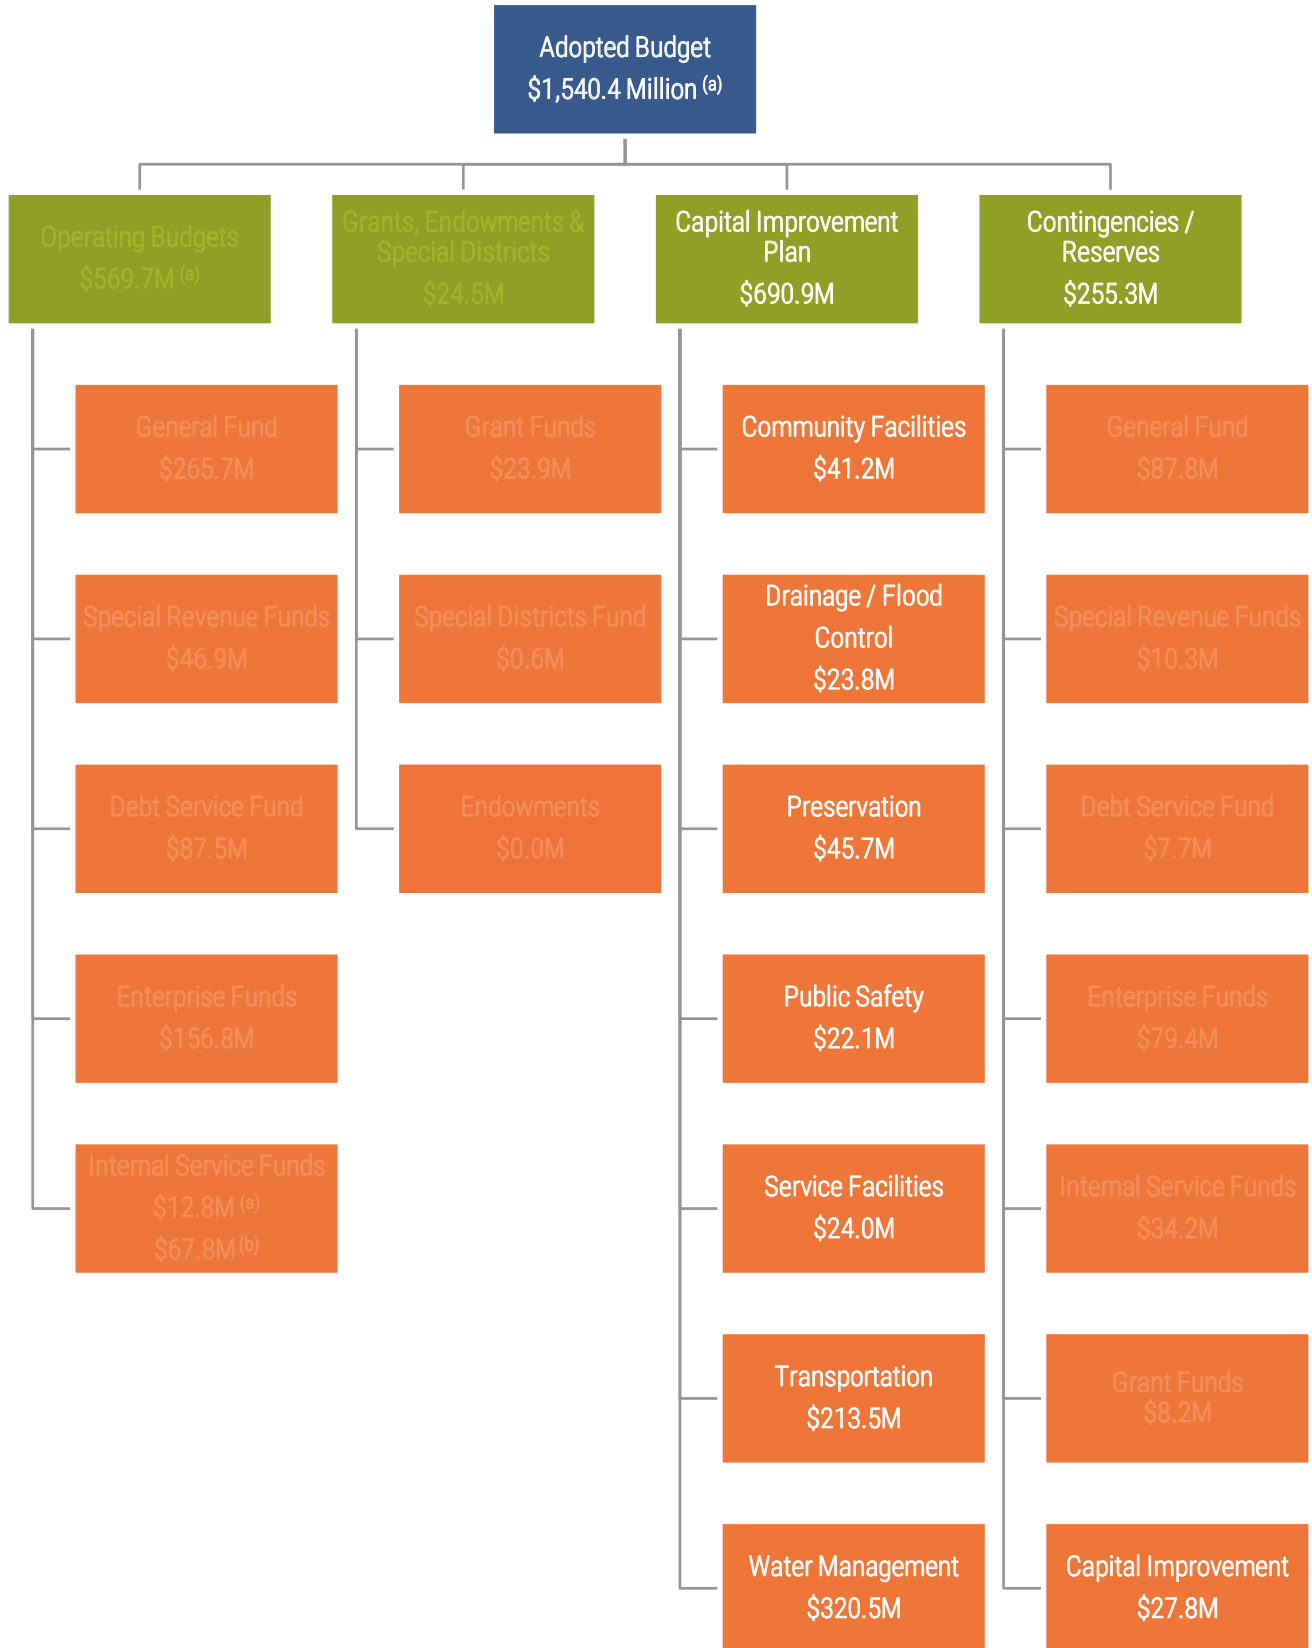 Adopted Budget
$1,540.4 Million (a)
Operating Budgets
$569.7M (a)
Grants, Endowments &
Special Districts
$24.5M
Capital Improvement
Plan
$690.9M
Contingencies /
Reserves
$255.3M
General Fund
$265.7M
Special Revenue Funds
$46.9M
Debt Service Fund
$87.5M
Enterprise Funds
$156.8M
Internal Service Funds
$12.8M (a)
$67.8M (b)
Grant Funds
$23.9M
Special Districts Fund
$0.6M
Endowments
$0.0M
Community Facilities
$41.2M
Drainage / Flood
Control
$23.8M
Preservation
$45.7M
Public Safety
$22.1M
Service Facilities
$24.0M
Transportation
$213.5M
Water Management
$320.5M
General Fund
$87.8M
Special Revenue Funds
$10.3M
Debt Service Fund
$7.7M
Enterprise Funds
$79.4M
Internal Service Funds
$34.2M
Grant Funds
$8.2M
Capital Improvement
$27.8M